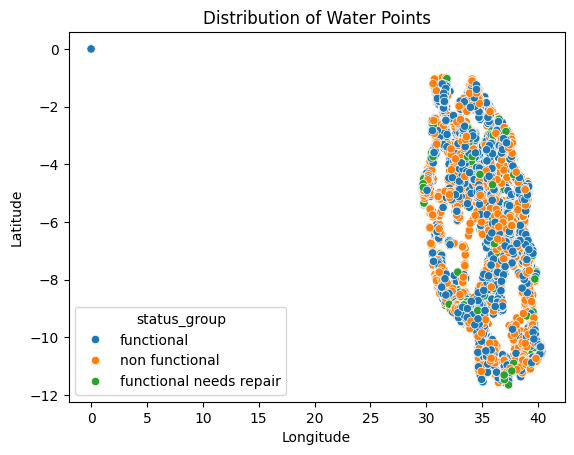 Distribution of Water Points
Latitude
0
−2
−4
−6
−8
−10
−12
status_group
functional
non functional
functional needs repair
0
5
10
15
20
25
30
35
40
Longitude